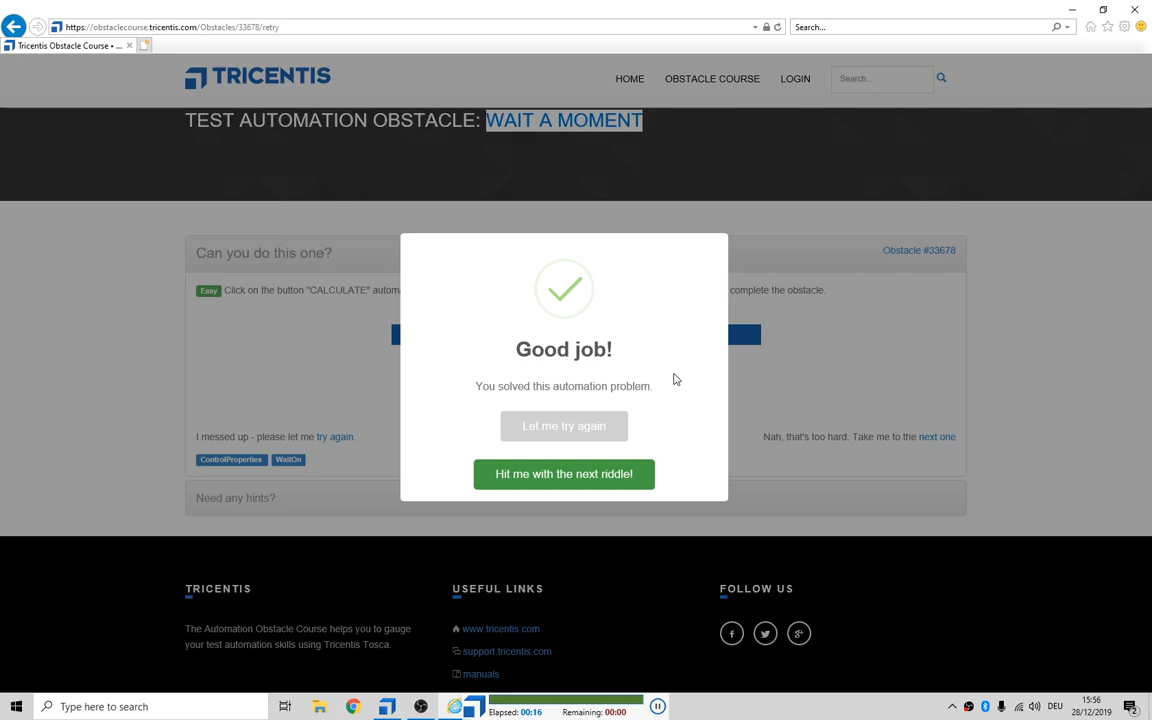 https://obstaclecourse.tricentis.com/Obstacles/33678/retry
Search...
Tricentis Obstacle Course • ...
TRICENTIS
HOME
OBSTACLE COURSE
LOGIN
Search...
TEST AUTOMATION OBSTACLE: WAIT A MOMENT
Can you do this one?
Obstacle #33678
Easy
Click on the button "CALCULATE" automa
complete the obstacle.
Good job!
You solved this automation problem.
Let me try again
I messed up - please let me try again.
Nah, that's too hard. Take me to the next one
ControlProperties
WaitOn
Hit me with the next riddle!
Need any hints?
TRICENTIS
USEFUL LINKS
FOLLOW US
The Automation Obstacle Course helps you to gauge
your test automation skills using Tricentis Tosca.
www.tricentis.com
support.tricentis.com
manuals
Type here to search
Elapsed: 00:16
Remaining: 00:00
DEU
15:56
28/12/2019
2